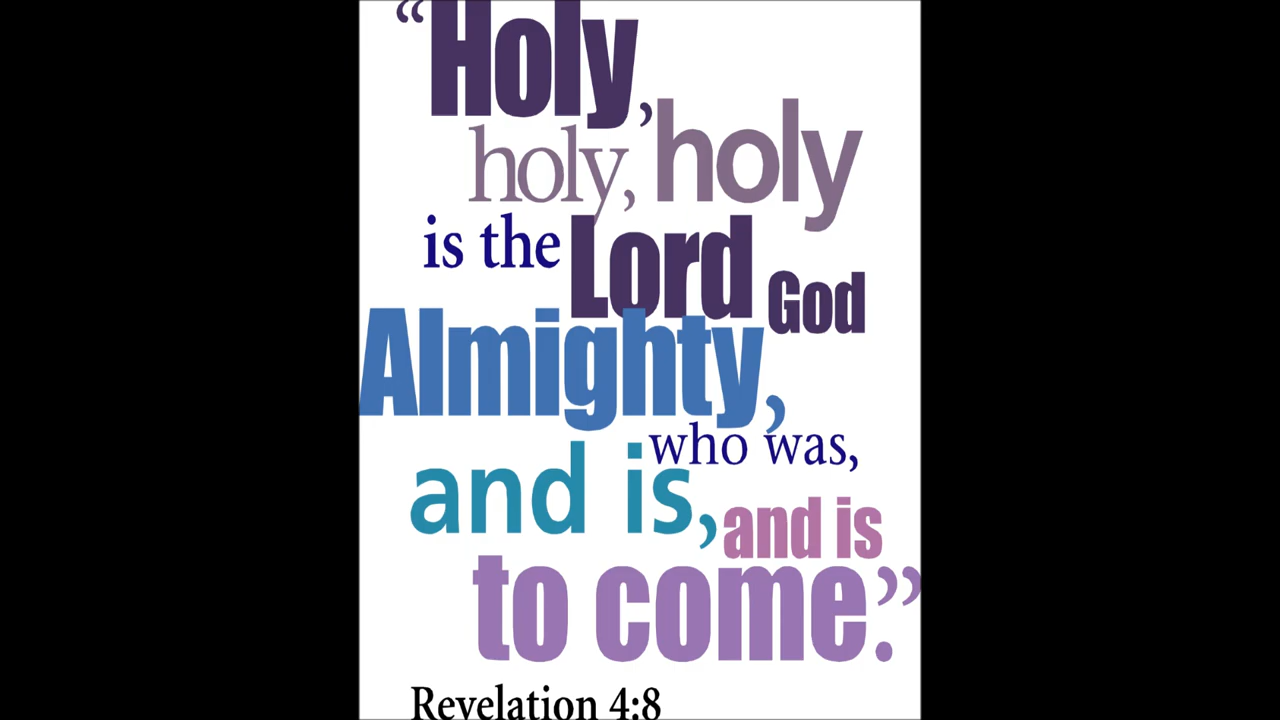 “Holy,
holy, holy
is the Lord God
Almighty,
who was,
and is, and is
to come.”
Revelation 4:8